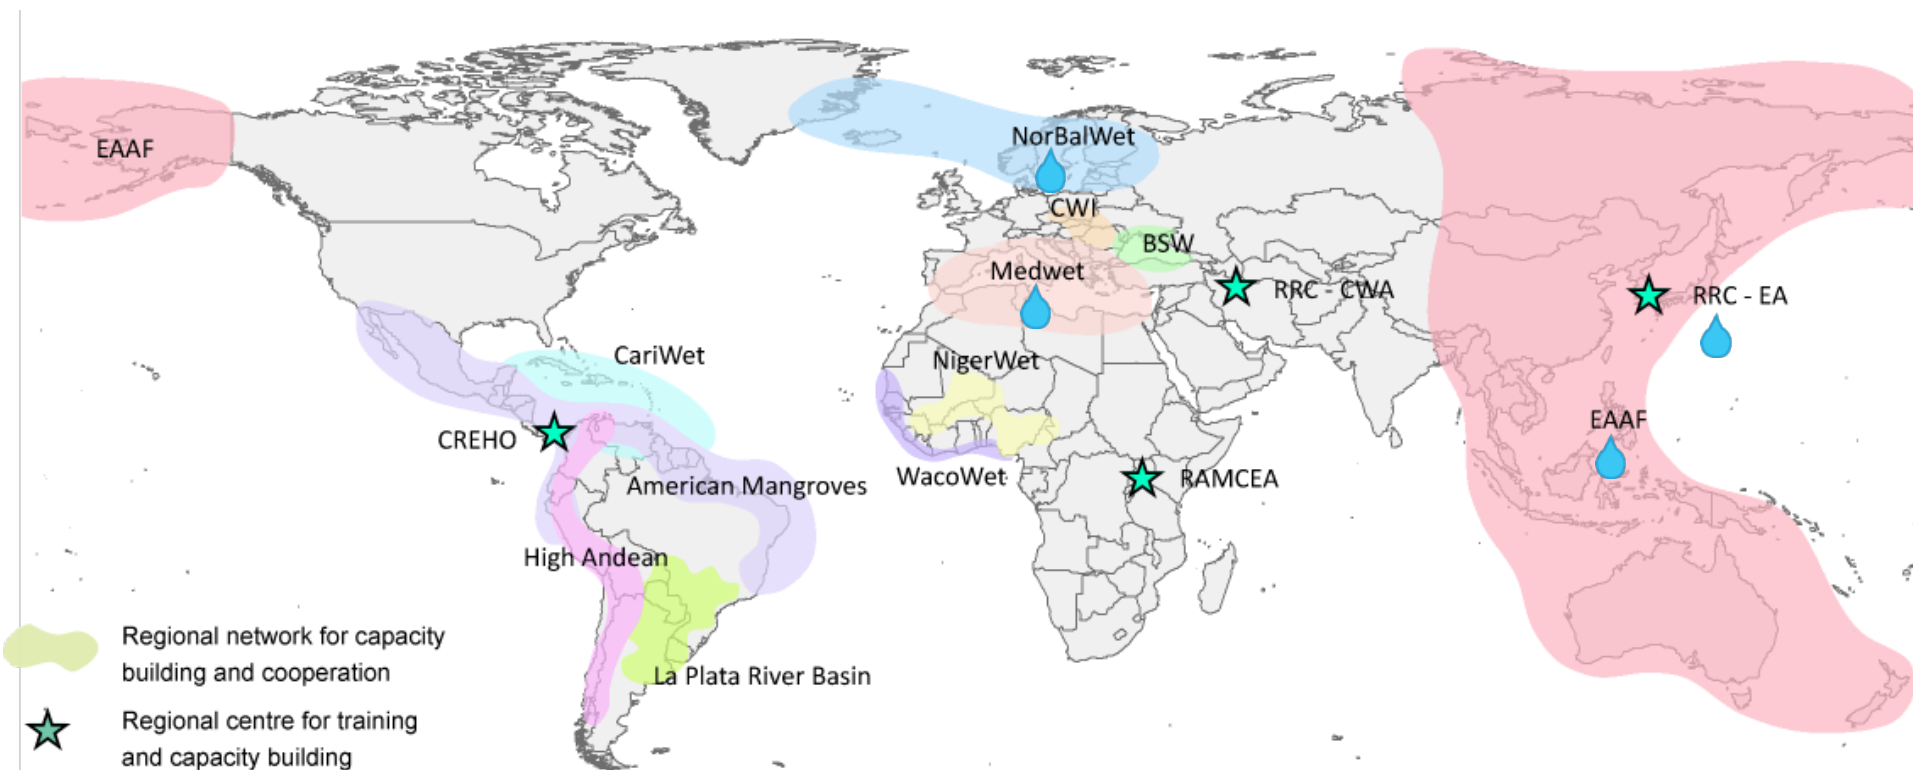 EAAF
NorBalWet
CWI
BSW
Medwet
RRC - CWA
RRC - EA
CariWet
NigerWet
CREHO
EAAF
WacoWet
RAMCEA
American Mangroves
High Andean
La Plata River Basin
Regional network for capacity
building and cooperation
Regional centre for training
and capacity building